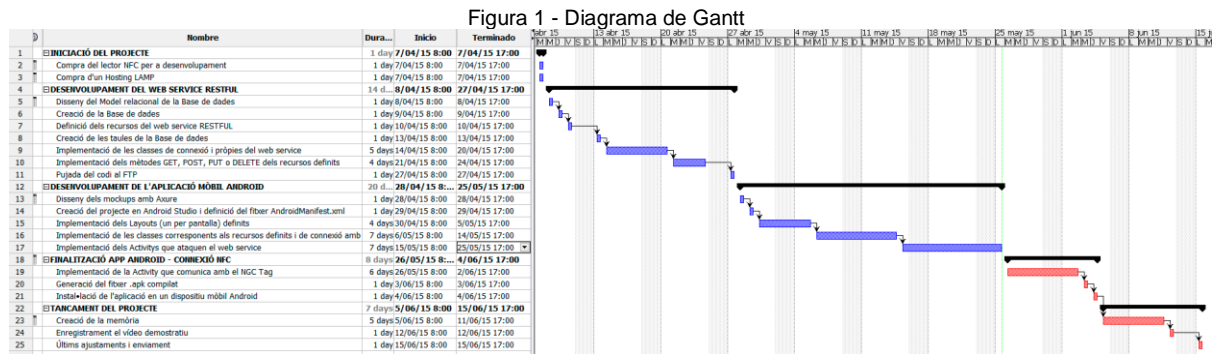 Figura 1 - Diagrama de Gantt
Nombre Dura... Inicio Terminado
abr 15 13 abr 15 20 abr 15 27 abr 15 4 may 15 11 may 15 18 may 15 25 may 15 1 jun 15 8 jun 15 15 j
1 INICIACIÓ DEL PROJECTE 1 day 7/04/15 8:00 7/04/15 17:00
2 Compra del lector NFC per a desenvolupament 1 day 7/04/15 8:00 7/04/15 17:00
3 Compra d'un Hosting LAMP 1 day 7/04/15 8:00 7/04/15 17:00
4 DESENVOLUPAMENT DEL WEB SERVICE RESTFUL 14 d... 8/04/15 8:00 27/04/15 17:00
5 Disseny del Model relacional de la Base de dades 1 day 8/04/15 8:00 8/04/15 17:00
6 Creació de la Base de dades 1 day 9/04/15 8:00 9/04/15 17:00
7 Definició dels recursos del web service RESTFUL 1 day 10/04/15 8:00 10/04/15 17:00
8 Creació de les taules de la Base de dades 1 day 13/04/15 8:00 13/04/15 17:00
9 Implementació de les classes de connexió i pròpies del web service 5 days 14/04/15 8:00 20/04/15 17:00
10 Implementació dels mètodes GET, POST, PUT o DELETE dels recursos definits 4 days 21/04/15 8:00 24/04/15 17:00
11 Pujada del codi al FTP 1 day 27/04/15 8:00 27/04/15 17:00
12 DESENVOLUPAMENT DE L'APLICACIÓ MÒBIL ANDROID 20 d... 28/04/15 8:... 25/05/15 17:00
13 Disseny dels mockups amb Axure 1 day 28/04/15 8:00 28/04/15 17:00
14 Creació del projecte en Android Studio i definició del fitxer AndroidManifest.xml 1 day 29/04/15 8:00 29/04/15 17:00
15 Implementació dels Layouts (un per pantalla) definits 4 days 30/04/15 8:00 5/05/15 17:00
16 Implementació de les classes corresponents als recursos definits i de connexió amb 7 days 6/05/15 8:00 14/05/15 17:00
17 Implementació dels Activitys que ataquen el web service 7 days 15/05/15 8:00 25/05/15 17:00
18 FINALITZACIÓ APP ANDROID - CONNEXIÓ NFC 8 days 26/05/15 8:... 4/06/15 17:00
19 Implementació de la Activity que comunica amb el NGC Tag 6 days 26/05/15 8:00 2/06/15 17:00
20 Generació del fitxer .apk compilat 1 day 3/06/15 8:00 3/06/15 17:00
21 Instal•lació de l'aplicació en un dispositiu mòbil Android 1 day 4/06/15 8:00 4/06/15 17:00
22 TANCAMENT DEL PROJECTE 7 days 5/06/15 8:00 15/06/15 17:00
23 Creació de la memòria 5 days 5/06/15 8:00 11/06/15 17:00
24 Enregistrament el vídeo demostratiu 1 day 12/06/15 8:00 12/06/15 17:00
25 Últims ajustaments i enviament 1 day 15/06/15 8:00 15/06/15 17:00